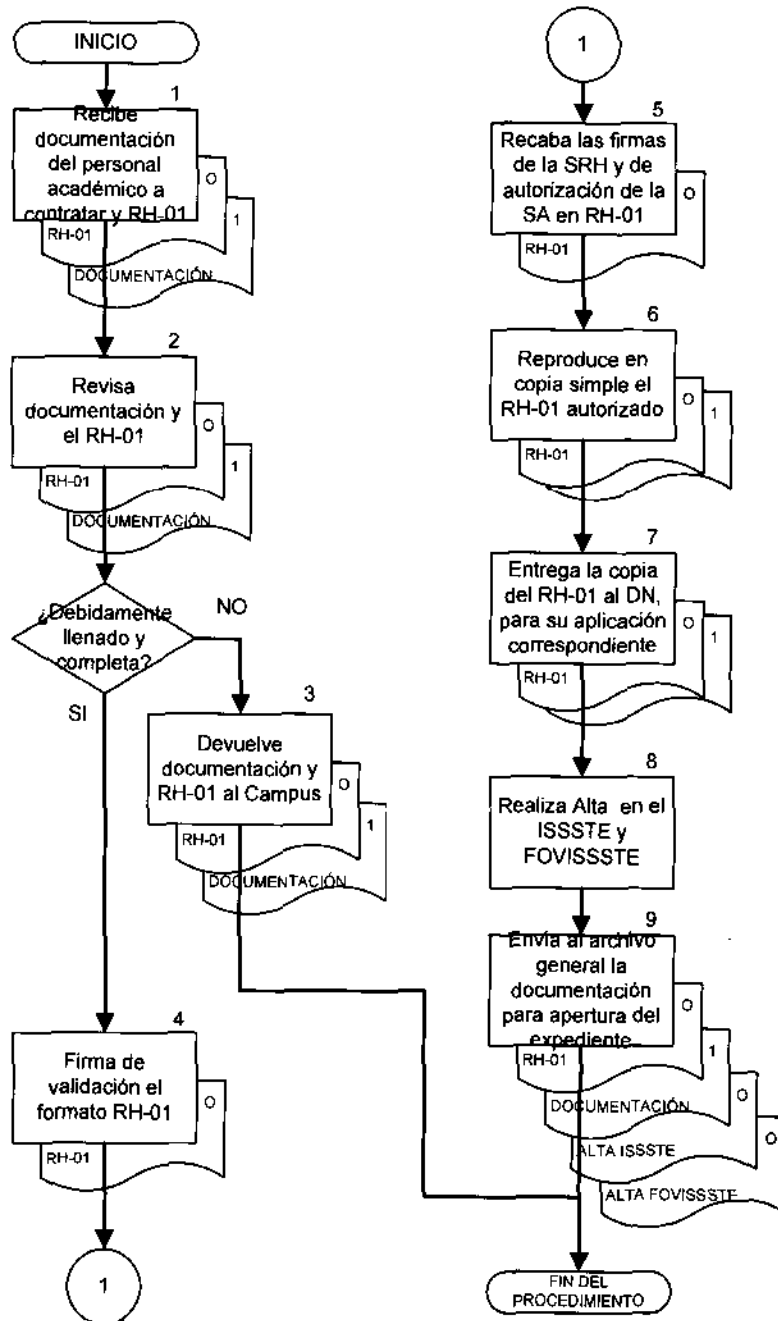 INICIO
1
Recibe
documentación
del personal
académico a
contratar y RH-01
O
RH-01
1
DOCUMENTACIÓN
2
Revisa
documentación y
el RH-01
O
RH-01
1
DOCUMENTACIÓN
¿Debidamente
llenado y
completa?
NO
SI
3
Devuelve
documentación y
RH-01 al Campus
O
RH-01
1
DOCUMENTACIÓN
4
Firma de
validación el
formato RH-01
O
RH-01
1
1
5
Recaba las firmas
de la SRH y de
autorización de la
SA en RH-01
O
RH-01
6
Reproduce en
copia simple el
RH-01 autorizado
O
1
RH-01
7
Entrega la copia
del RH-01 al DN,
para su aplicación
correspondiente
O
1
RH-01
8
Realiza Alta en el
ISSSTE y
FOVISSSTE
9
Envía al archivo
general la
documentación
para apertura del
expediente
O
RH-01
1
DOCUMENTACIÓN
O
ALTA ISSSTE
O
ALTA FOVISSSTE
FIN DEL
PROCEDIMIENTO